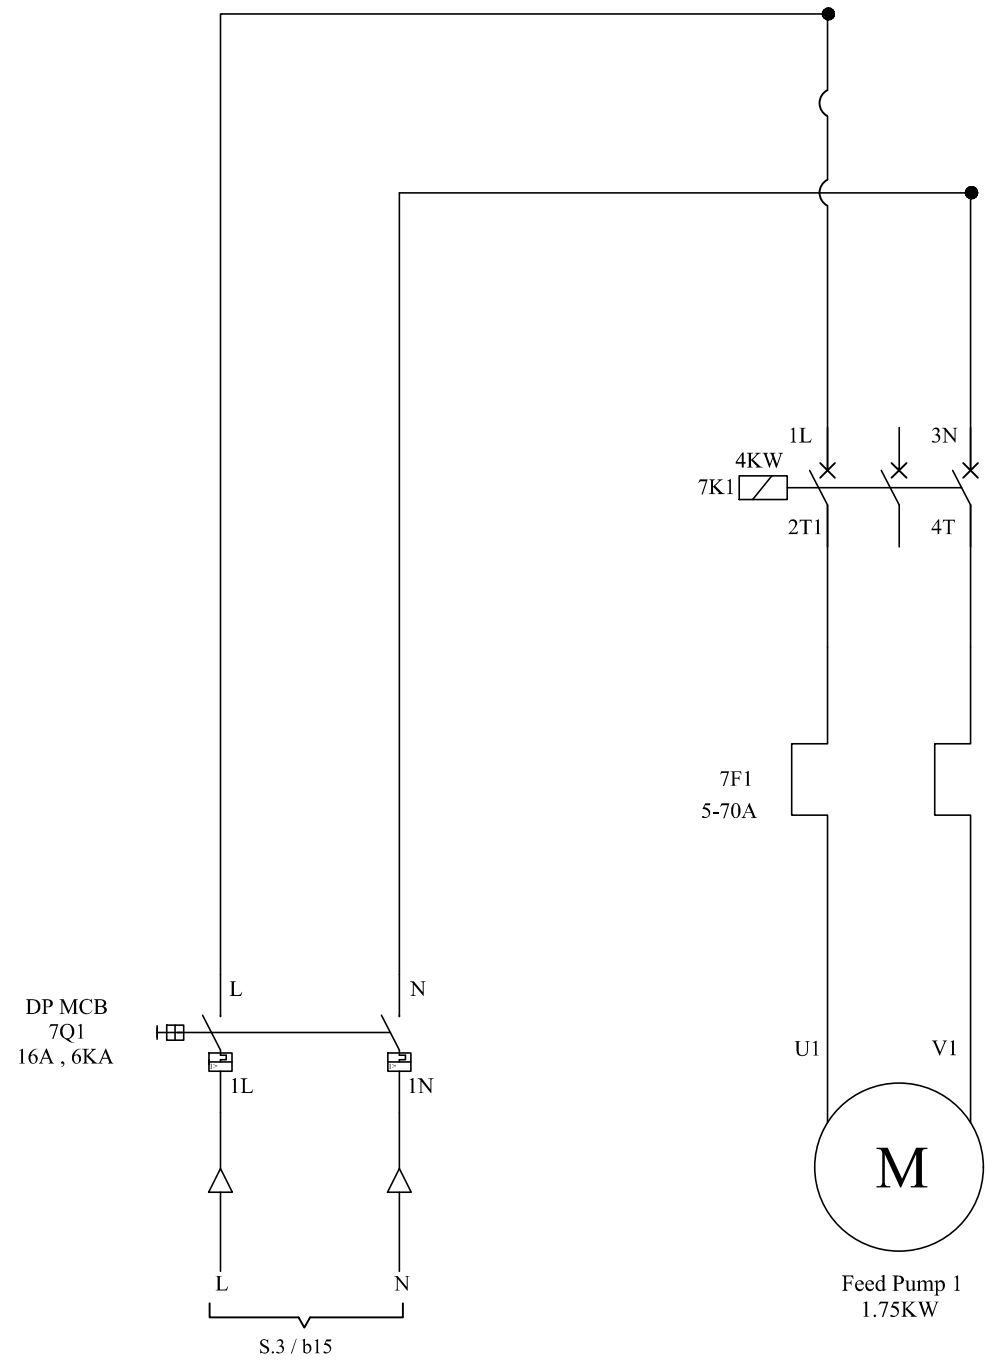 1L
3N
4KW
7K1
2T1
4T
7F1
5-70A
L
N
DP MCB
7Q1
16A , 6KA
1L
1N
U1
V1
M
L
N
Feed Pump 1
1.75KW
S.3 / b15